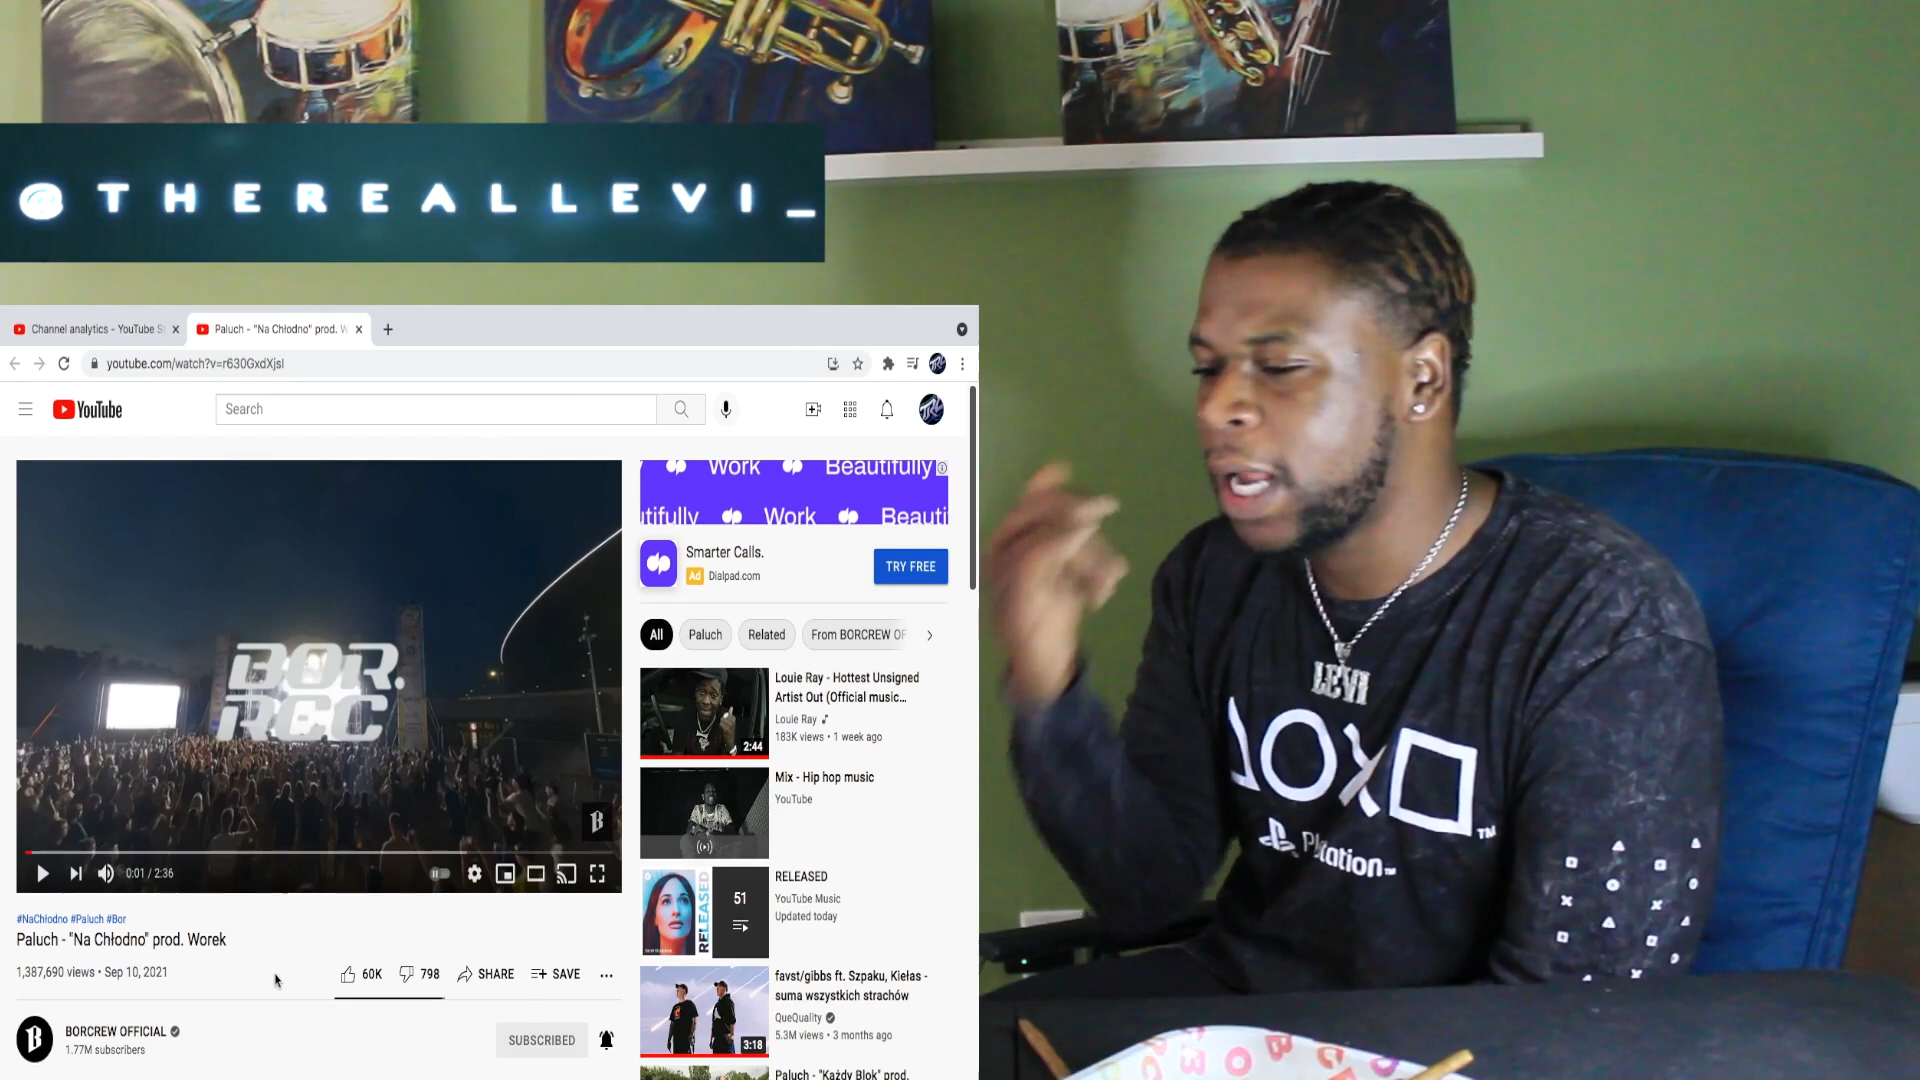 @THEREALLEVI_
Channel analytics - YouTube S
Paluch - "Na Chłodno" prod. W
youtube.com/watch?v=r630GxdXjsI
YouTube
Search
Work Beautifully
utifully Work Beauti
Smarter Calls.
Ad Dialpad.com
TRY FREE
All Paluch Related From BORCREW OF
BOR.
RCC
B
0:01 / 2:36
#NaChłodno #Paluch #Bor
Paluch - "Na Chłodno" prod. Worek
1,387,690 views • Sep 10, 2021
60K 798 SHARE SAVE
B
BORCREW OFFICIAL
1.77M subscribers
SUBSCRIBED
Louie Ray - Hottest Unsigned
Artist Out (Official music...
Louie Ray
183K views • 1 week ago
2:44
Mix - Hip hop music
YouTube
RELEASED
51
RELEASED
YouTube Music
Updated today
favst/gibbs ft. Szpaku, Kiełas -
suma wszystkich strachów
QueQuality
5.3M views • 3 months ago
3:18
Paluch - "Każdy Blok" prod.
LEVI
TM